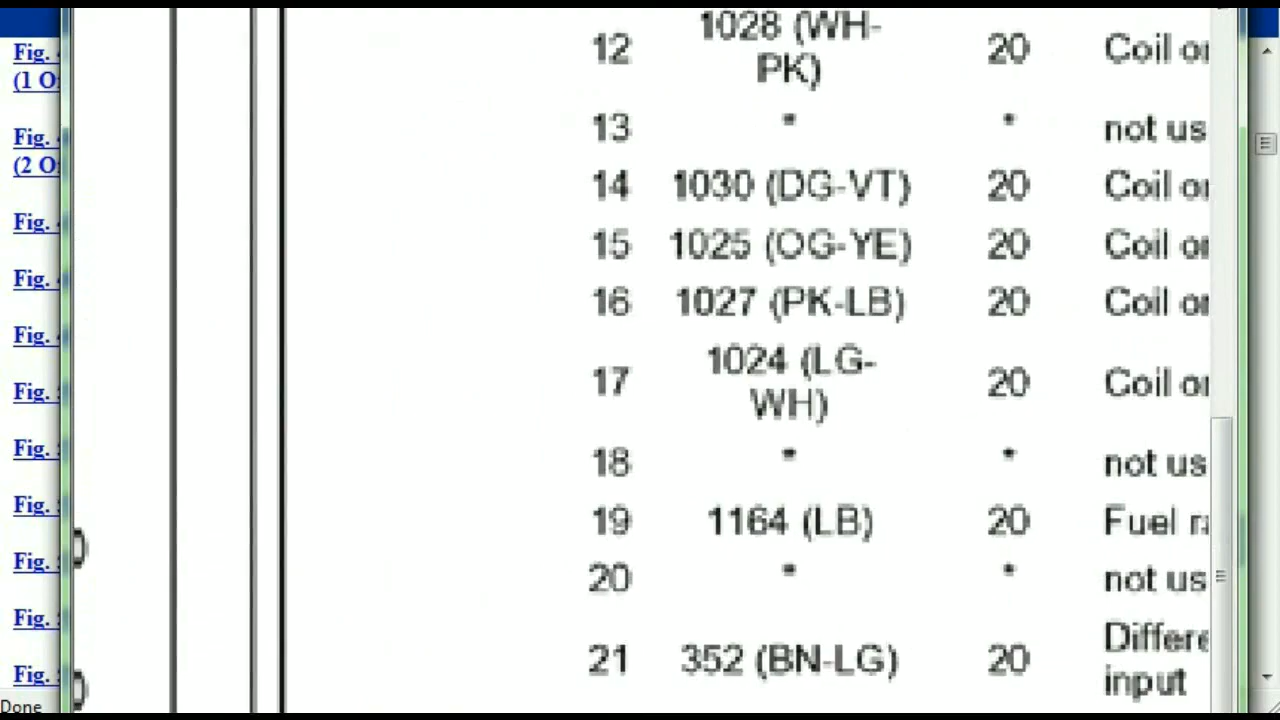 Fig.
(1 O
Fig.
(2 O
Fig.
Fig.
Fig.
Fig.
Fig.
Fig.
Fig.
Fig.
Fig.
Done
12 1028 (WH-
PK) 20 Coil o
13 * * not us
14 1030 (DG-VT) 20 Coil o
15 1025 (OG-YE) 20 Coil o
16 1027 (PK-LB) 20 Coil o
17 1024 (LG-
WH) 20 Coil o
18 * * not us
19 1164 (LB) 20 Fuel r
20 * * not us
21 352 (BN-LG) 20 Differe
input